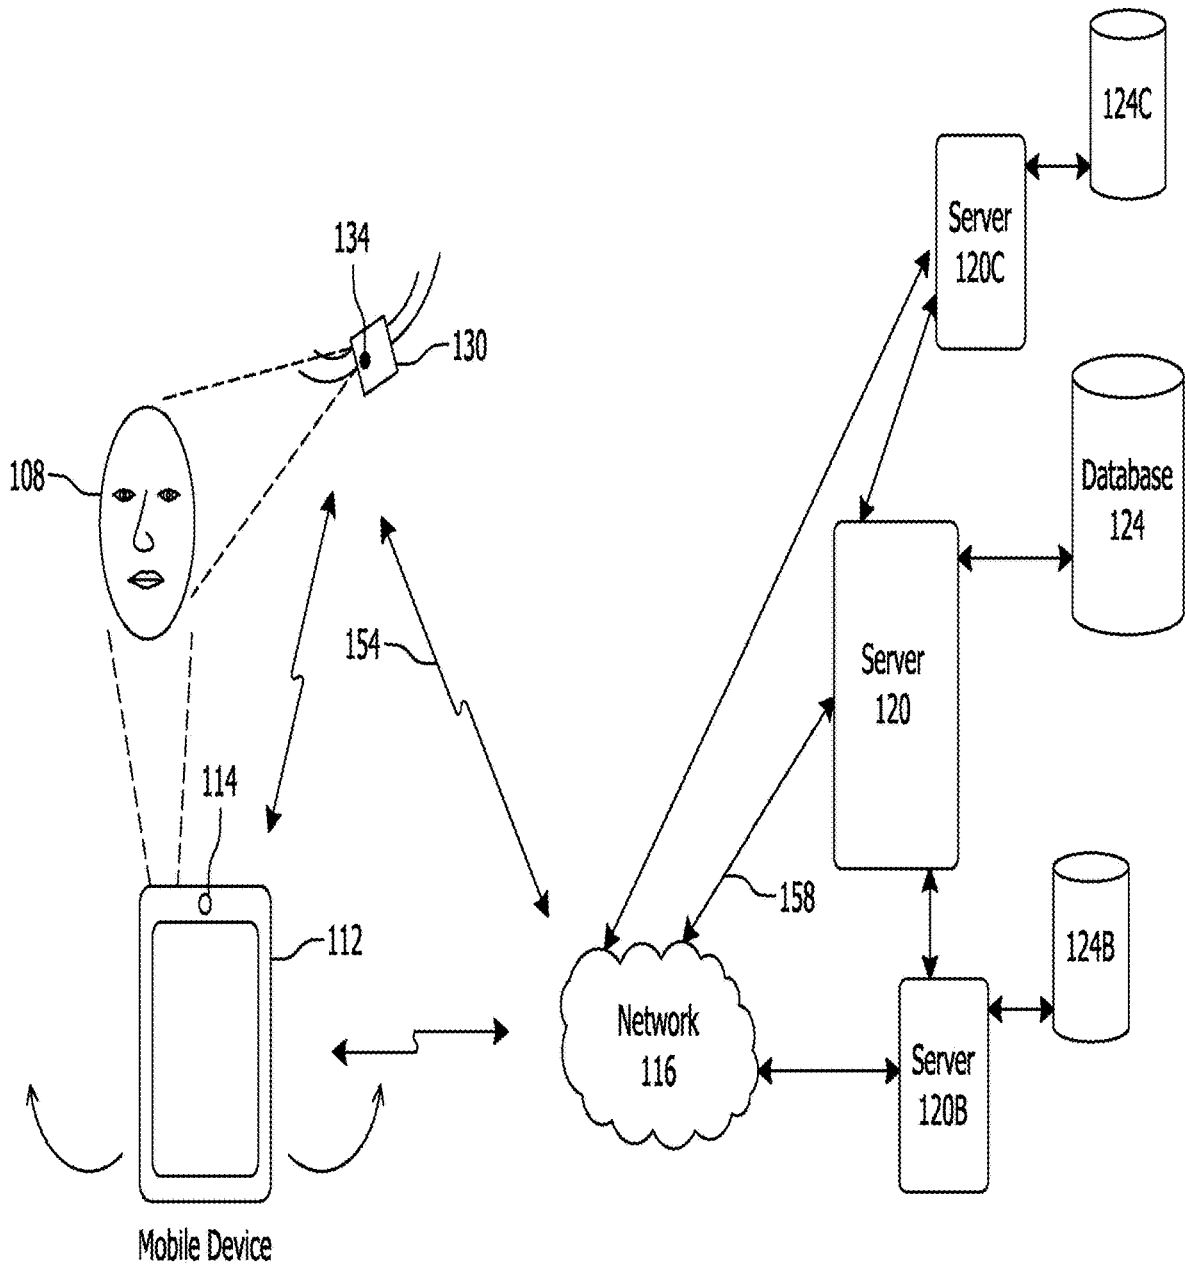 124C
Server
120C
134
130
108
Database
124
154
Server
120
114
158
112
124B
Network
116
Server
120B
Mobile Device